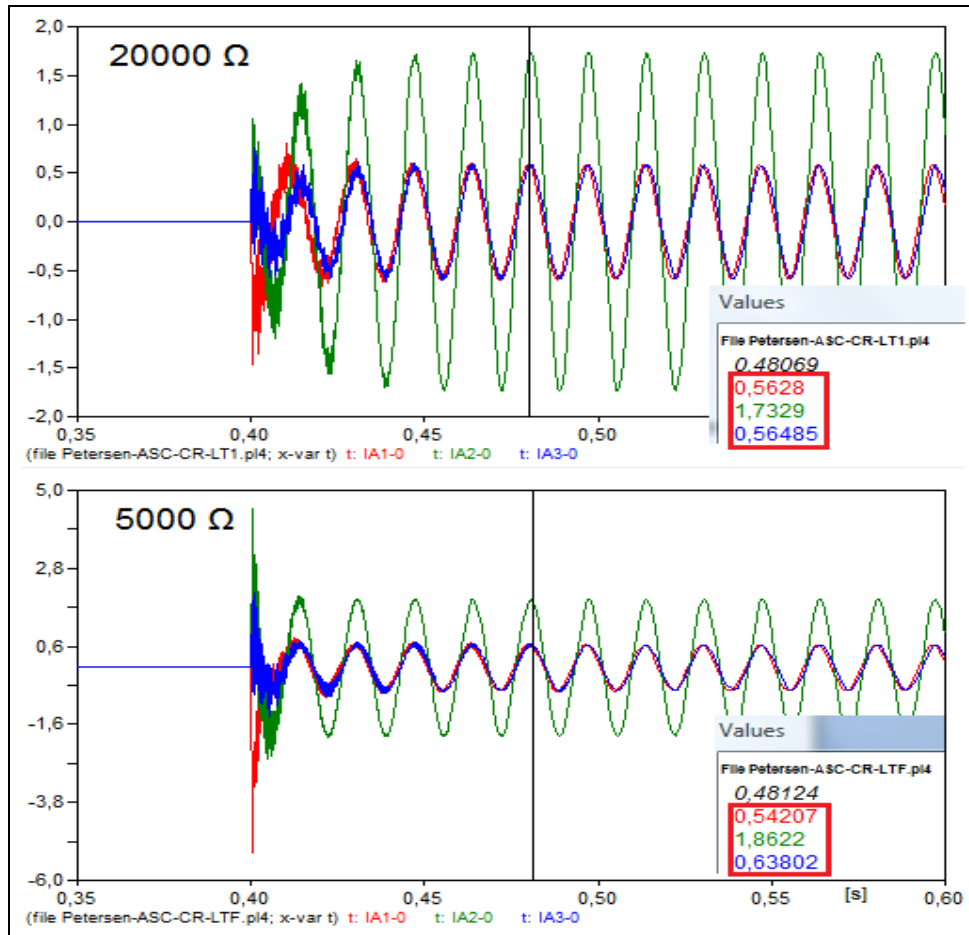 2,0
20000 Ω
1,5
1,0
0,5
0,0
-0,5
-1,0
-1,5
-2,0
Values
File Petersen-ASC-CR-LT1.pl4
0,48069
0,5628
1,7329
0,56485
0,35 0,40 0,45 0,50
(file Petersen-ASC-CR-LT1.pl4; x-var t) t: IA1-0 t: IA2-0 t: IA3-0
5,0
5000 Ω
2,8
0,6
-1,6
-3,8
-6,0
Values
File Petersen-ASC-CR-LTF.pl4
0,48124
0,54207
1,8622
0,63802
0,35 0,40 0,45 0,50 0,55 [s] 0,60
(file Petersen-ASC-CR-LTF.pl4; x-var t) t: IA1-0 t: IA2-0 t: IA3-0